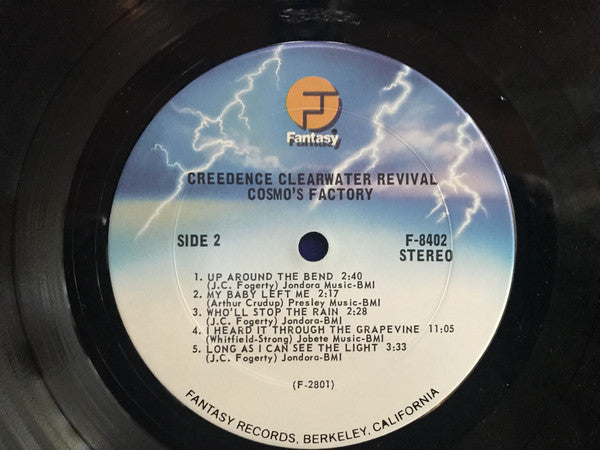 Fantasy
CREEDENCE CLEARWATER REVIVAL
COSMO'S FACTORY
SIDE 2
F-8402
STEREO
1. UP AROUND THE BEND 2:40
(J.C. Fogerty) Jondora Music-BMI
2. MY BABY LEFT ME 2:17
(Arthur Crudup) Presley Music-BMI
3. WHO'LL STOP THE RAIN 2:28
(J.C. Fogerty) Jondora-BMI
4. I HEARD IT THROUGH THE GRAPEVINE 11:05
(Whitfield-Strong) Jobete Music-BMI
5. LONG AS I CAN SEE THE LIGHT 3:33
(J.C. Fogerty) Jondora-BMI
(F-2801)
FANTASY RECORDS, BERKELEY, CALIFORNIA